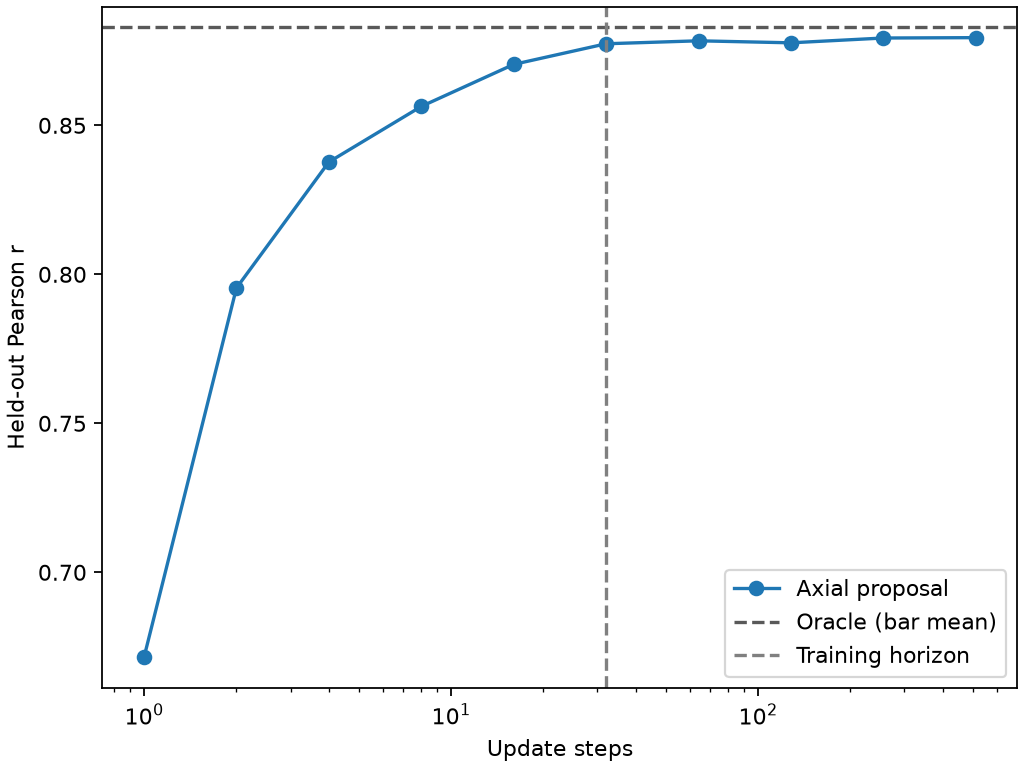 Held-out Pearson r
0.85
0.80
0.75
0.70
10⁰
10¹
10²
Update steps
Axial proposal
Oracle (bar mean)
Training horizon